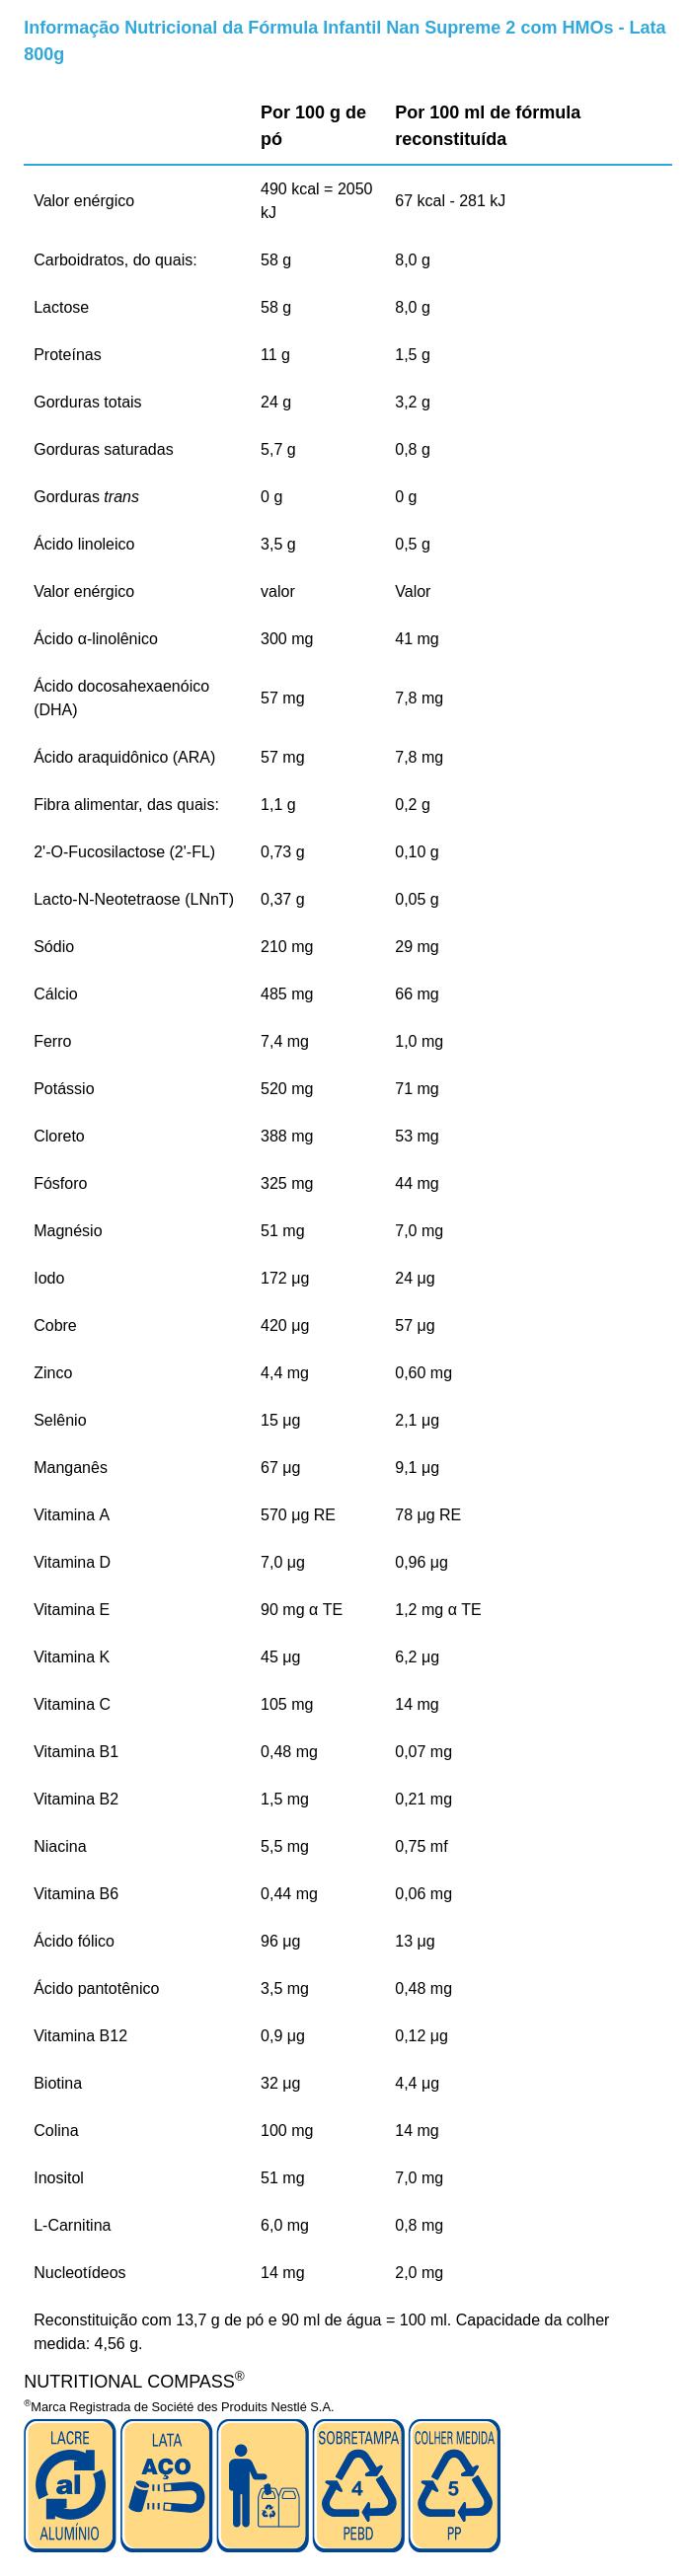 Informação Nutricional da Fórmula Infantil Nan Supreme 2 com HMOs - Lata
800g
Por 100 g de pó Por 100 ml de fórmula reconstituída
Valor enérgico 490 kcal = 2050 kJ 67 kcal - 281 kJ
Carboidratos, do quais: 58 g 8,0 g
Lactose 58 g 8,0 g
Proteínas 11 g 1,5 g
Gorduras totais 24 g 3,2 g
Gorduras saturadas 5,7 g 0,8 g
Gorduras trans 0 g 0 g
Ácido linoleico 3,5 g 0,5 g
Valor enérgico valor Valor
Ácido α-linolênico 300 mg 41 mg
Ácido docosahexaenóico (DHA) 57 mg 7,8 mg
Ácido araquidônico (ARA) 57 mg 7,8 mg
Fibra alimentar, das quais: 1,1 g 0,2 g
2'-O-Fucosilactose (2'-FL) 0,73 g 0,10 g
Lacto-N-Neotetraose (LNnT) 0,37 g 0,05 g
Sódio 210 mg 29 mg
Cálcio 485 mg 66 mg
Ferro 7,4 mg 1,0 mg
Potássio 520 mg 71 mg
Cloreto 388 mg 53 mg
Fósforo 325 mg 44 mg
Magnésio 51 mg 7,0 mg
Iodo 172 μg 24 μg
Cobre 420 μg 57 μg
Zinco 4,4 mg 0,60 mg
Selênio 15 μg 2,1 μg
Manganês 67 μg 9,1 μg
Vitamina A 570 μg RE 78 μg RE
Vitamina D 7,0 μg 0,96 μg
Vitamina E 90 mg α TE 1,2 mg α TE
Vitamina K 45 μg 6,2 μg
Vitamina C 105 mg 14 mg
Vitamina B1 0,48 mg 0,07 mg
Vitamina B2 1,5 mg 0,21 mg
Niacina 5,5 mg 0,75 mf
Vitamina B6 0,44 mg 0,06 mg
Ácido fólico 96 μg 13 μg
Ácido pantotênico 3,5 mg 0,48 mg
Vitamina B12 0,9 μg 0,12 μg
Biotina 32 μg 4,4 μg
Colina 100 mg 14 mg
Inositol 51 mg 7,0 mg
L-Carnitina 6,0 mg 0,8 mg
Nucleotídeos 14 mg 2,0 mg
Reconstituição com 13,7 g de pó e 90 ml de água = 100 ml. Capacidade da colher
medida: 4,56 g.
NUTRITIONAL COMPASS®
®Marca Registrada de Société des Produits Nestlé S.A.
LACRE
al
ALUMÍNIO
LATA
AÇO
SOBRETAMPA
4
PEBD
COLHER MEDIDA
5
PP